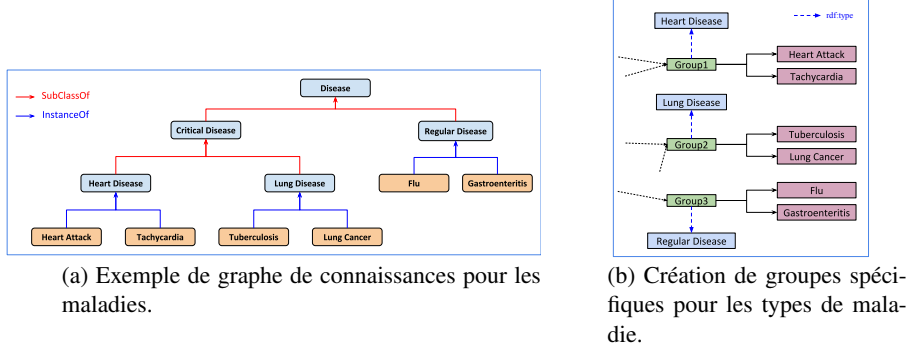 SubClassOf
InstanceOf
Disease
Critical Disease
Regular Disease
Heart Disease
Lung Disease
Flu
Gastroenteritis
Heart Attack
Tachycardia
Tuberculosis
Lung Cancer
(a) Exemple de graphe de connaissances pour les
maladies.
Heart Disease
rdf:type
Group1
Heart Attack
Tachycardia
Lung Disease
Group2
Tuberculosis
Lung Cancer
Group3
Flu
Gastroenteritis
Regular Disease
(b) Création de groupes spéci-
fiques pour les types de mala-
die.